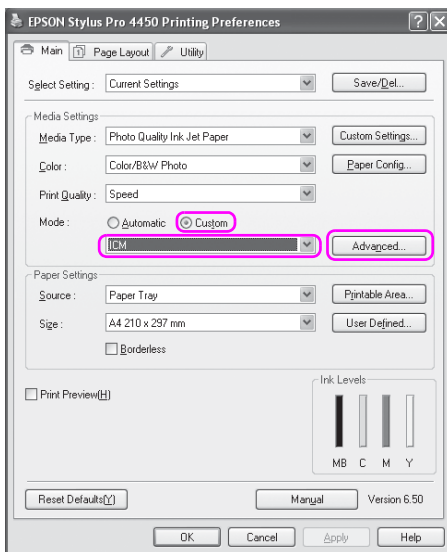 EPSON Stylus Pro 4450 Printing Preferences
Main Page Layout Utility
Select Setting : Current Settings Save/Del...
Media Settings
Media Type : Photo Quality Ink Jet Paper Custom Settings...
Color : Color/B&W Photo Paper Config...
Print Quality : Speed
Mode : Automatic Custom
ICM Advanced...
Paper Settings
Source : Paper Tray Printable Area...
Size : A4 210 x 297 mm User Defined...
Borderless
Print Preview(H)
Ink Levels
MB C M Y
Reset Defaults(Y) Manual Version 6.50
OK Cancel Apply Help